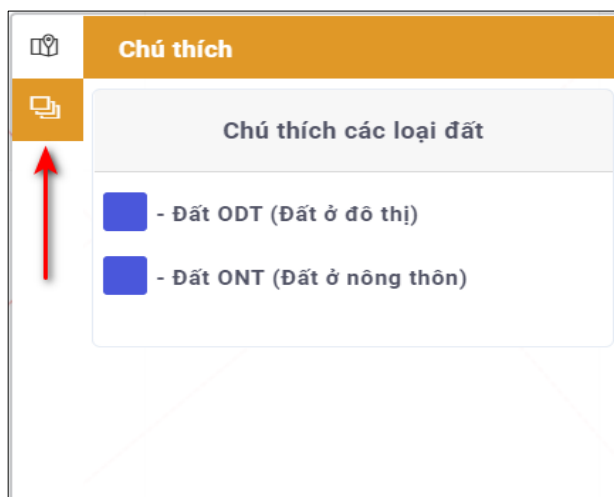 Chú thích
Chú thích các loại đất
- Đất ODT (Đất ở đô thị)
- Đất ONT (Đất ở nông thôn)